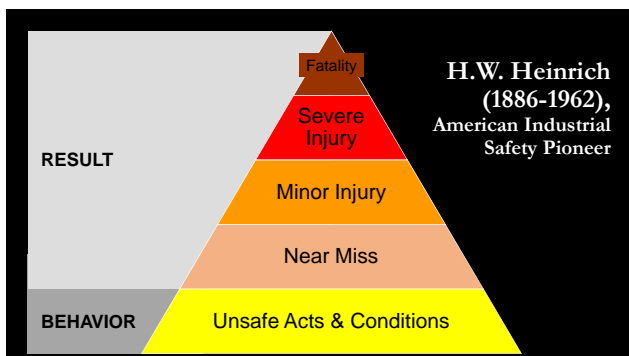 Fatality
H.W. Heinrich
(1886-1962),
American Industrial
Safety Pioneer
Severe
Injury
RESULT
Minor Injury
Near Miss
BEHAVIOR
Unsafe Acts & Conditions